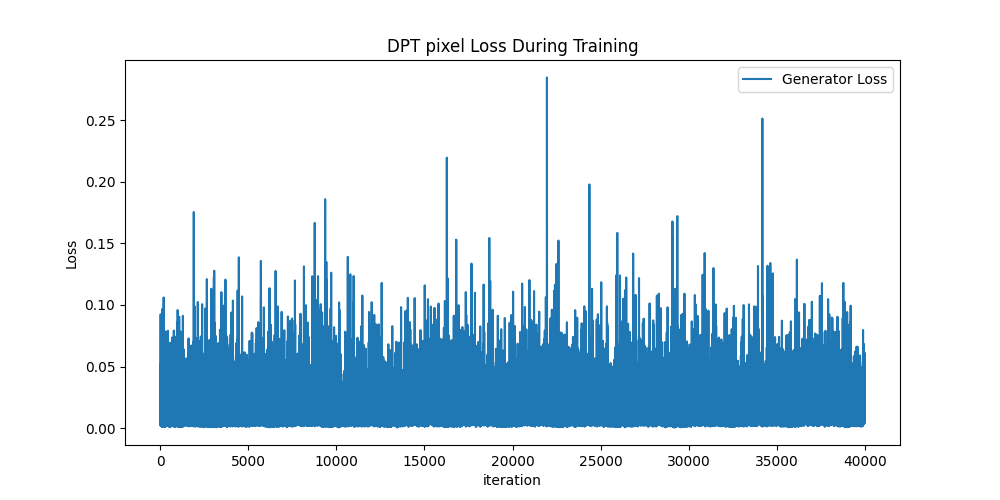 DPT pixel Loss During Training
Generator Loss
Loss
0.25
0.20
0.15
0.10
0.05
0.00
0 5000 10000 15000 20000 25000 30000 35000 40000
iteration